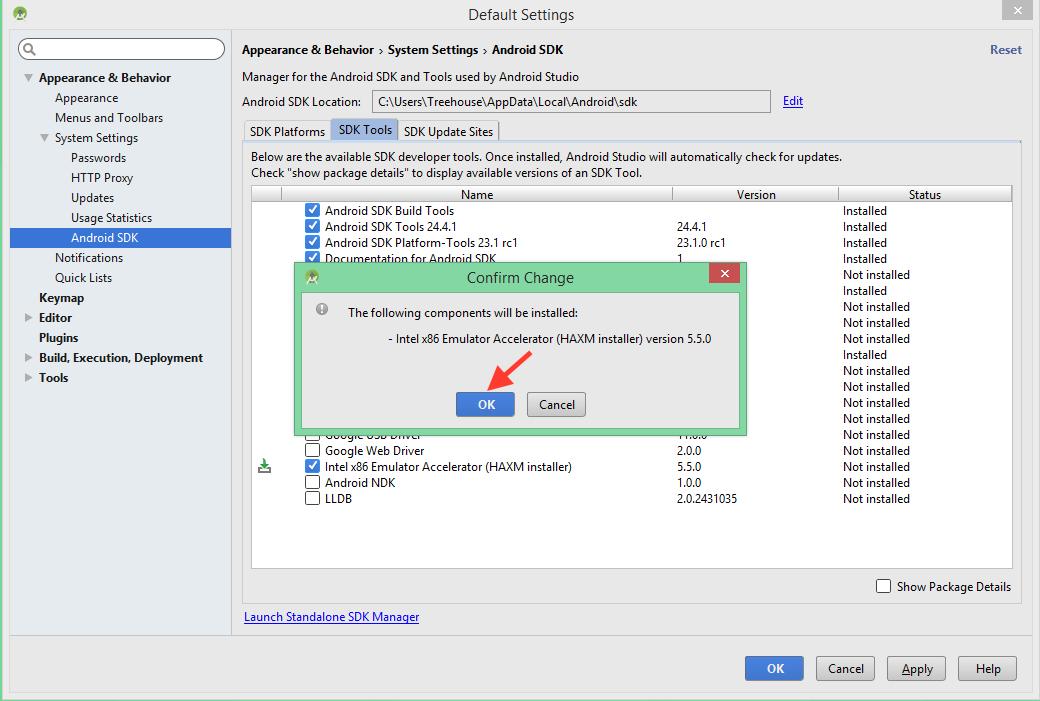 Default Settings
Appearance & Behavior › System Settings › Android SDK
Reset
Appearance & Behavior
Appearance
Menus and Toolbars
System Settings
Passwords
HTTP Proxy
Updates
Usage Statistics
Android SDK
Notifications
Quick Lists
Keymap
Editor
Plugins
Build, Execution, Deployment
Tools
Manager for the Android SDK and Tools used by Android Studio
Android SDK Location: C:\Users\Treehouse\AppData\Local\Android\sdk Edit
SDK Platforms SDK Tools SDK Update Sites
Below are the available SDK developer tools. Once installed, Android Studio will automatically check for updates.
Check "show package details" to display available versions of an SDK Tool.
Name Version Status
Android SDK Build Tools Installed
Android SDK Tools 24.4.1 24.4.1 Installed
Android SDK Platform-Tools 23.1 rc1 23.1.0 rc1 Installed
Documentation for Android SDK 1 Installed
Not installed
Installed
Not installed
Not installed
Not installed
Installed
Not installed
Not installed
Not installed
Not installed
Confirm Change
The following components will be installed:
- Intel x86 Emulator Accelerator (HAXM installer) version 5.5.0
OK Cancel
Google USB Driver 11.0.0 Not installed
Google Web Driver 2.0.0 Not installed
Intel x86 Emulator Accelerator (HAXM installer) 5.5.0 Not installed
Android NDK 1.0.0 Not installed
LLDB 2.0.2431035 Not installed
Show Package Details
Launch Standalone SDK Manager
OK Cancel Apply Help